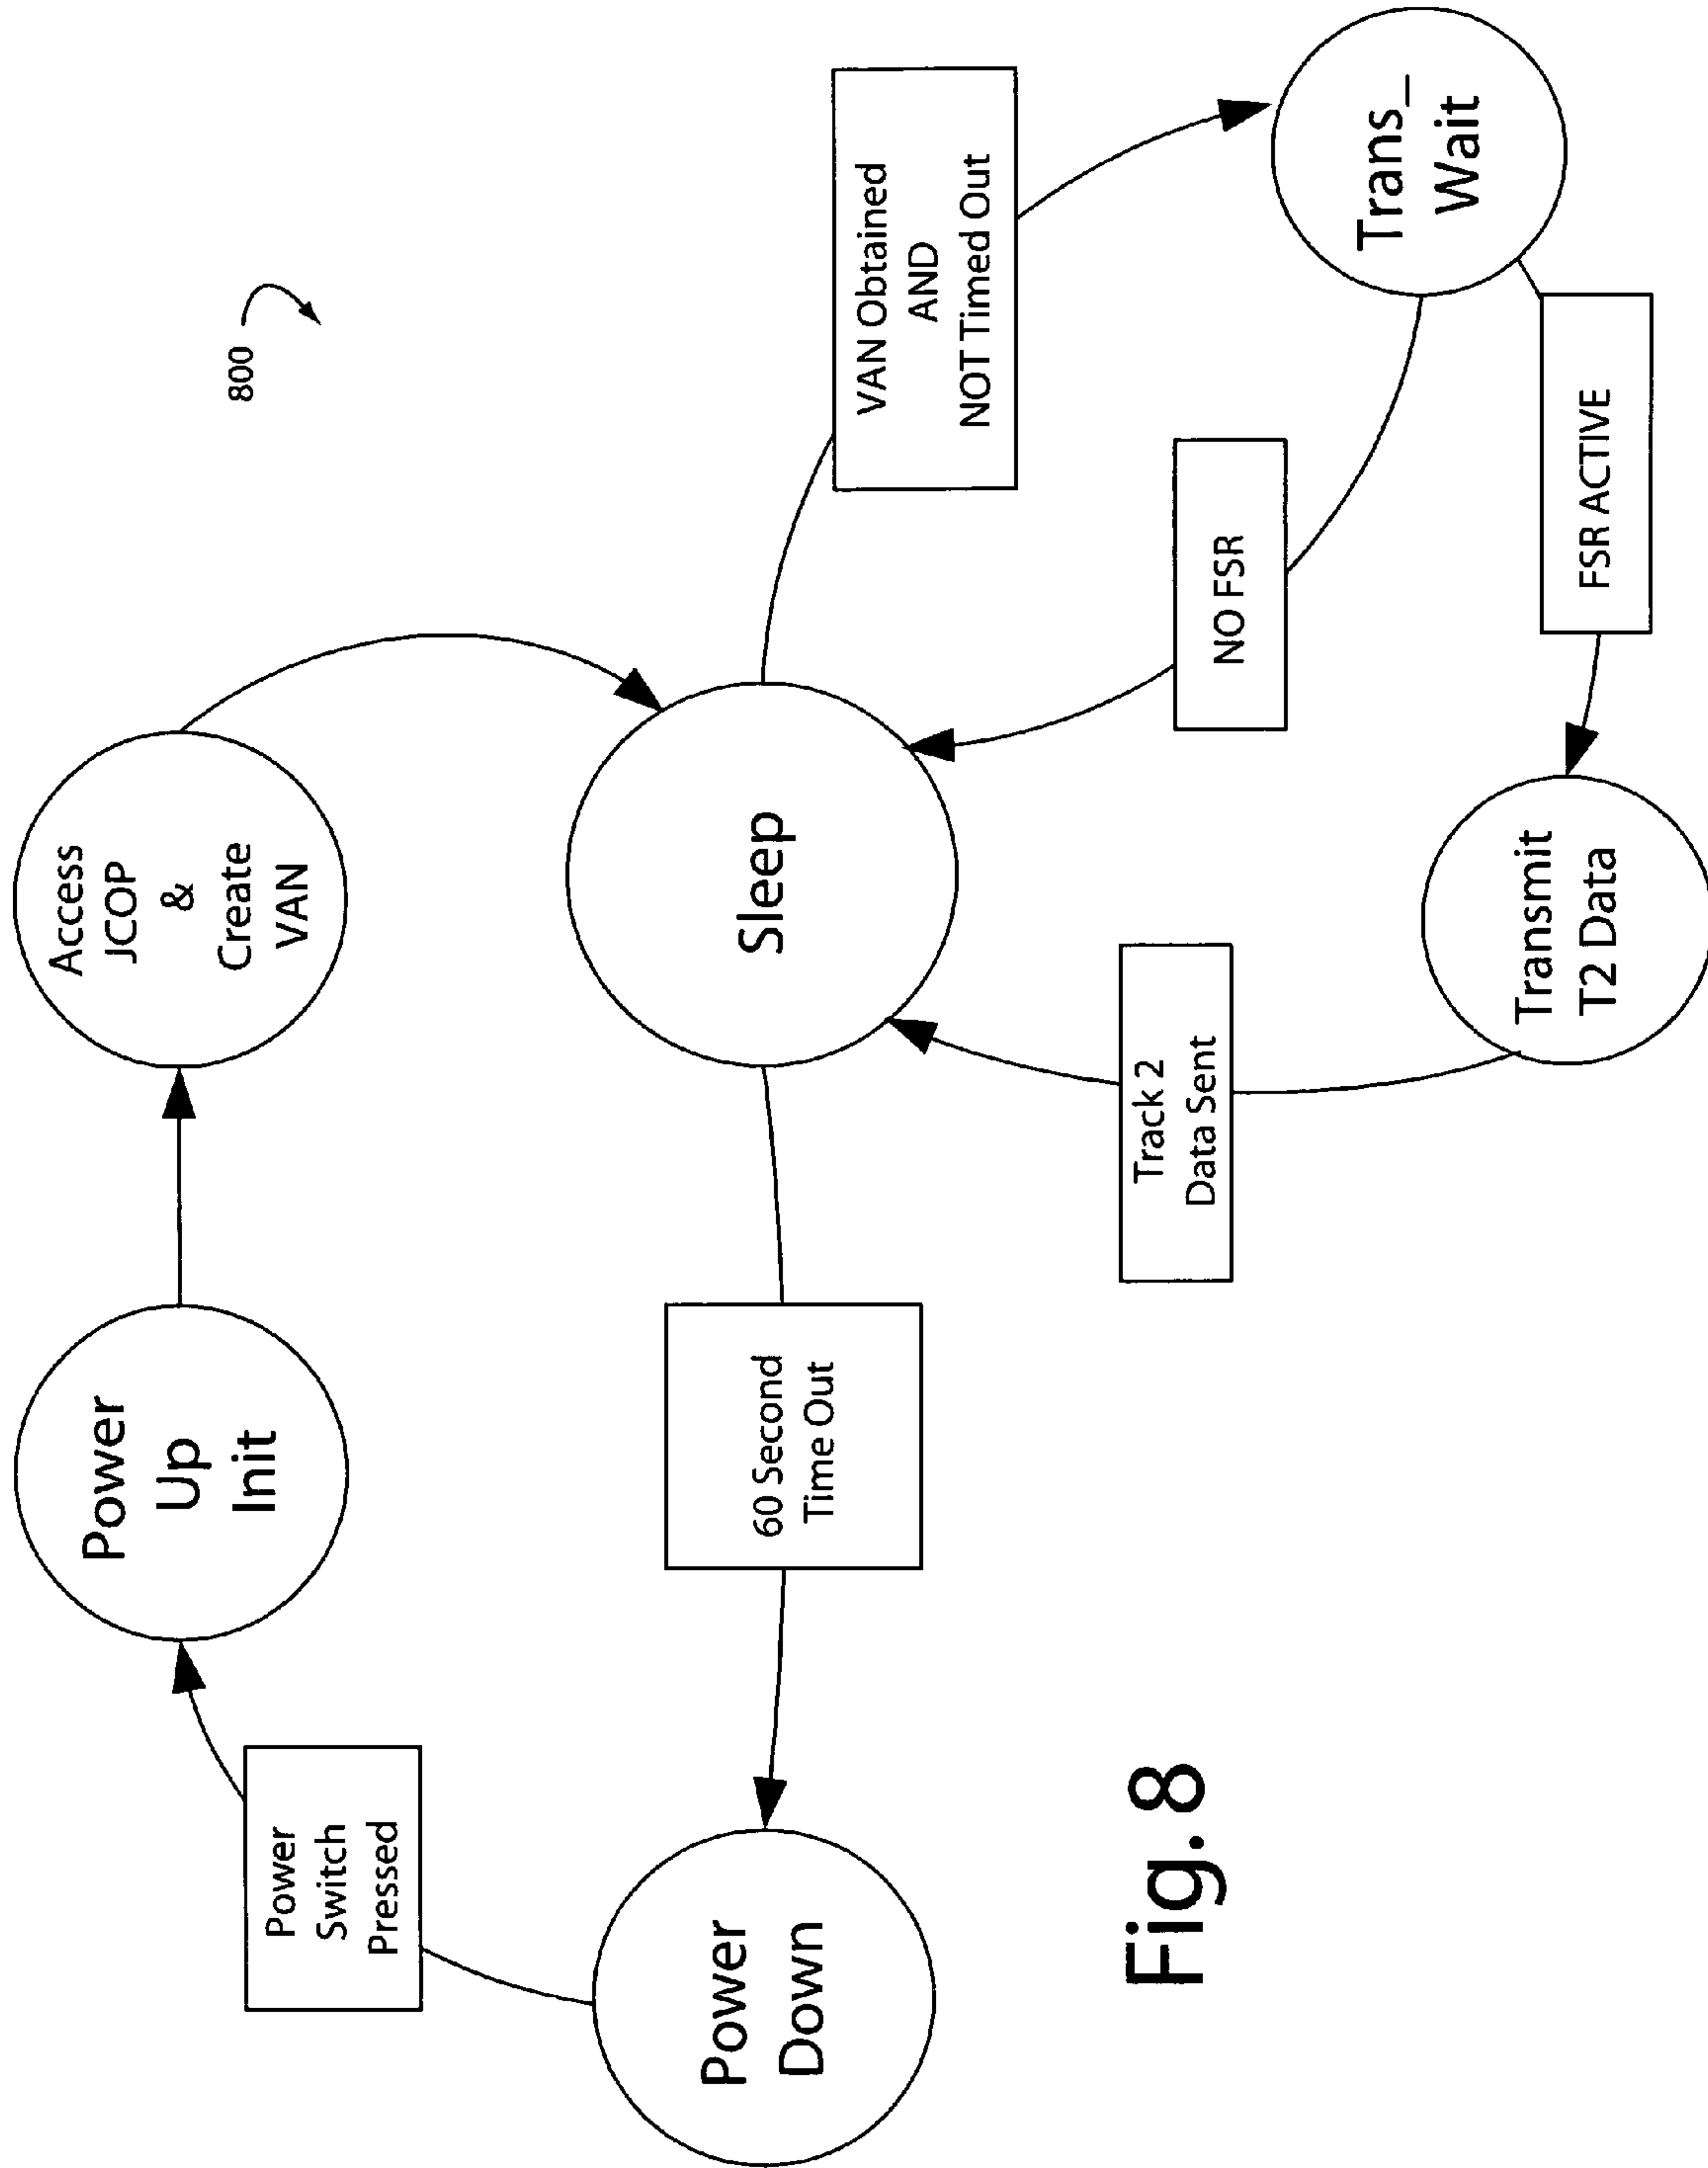 800
Power
Up
Init
Access
JCOP
&
Create
VAN
Power
Switch
Pressed
Power
Down
60 Second
Time Out
Sleep
VAN Obtained
AND
NOT Timed Out
NO FSR
Trans_
Wait
FSR ACTIVE
Transmit
T2 Data
Track 2
Data Sent
Fig. 8